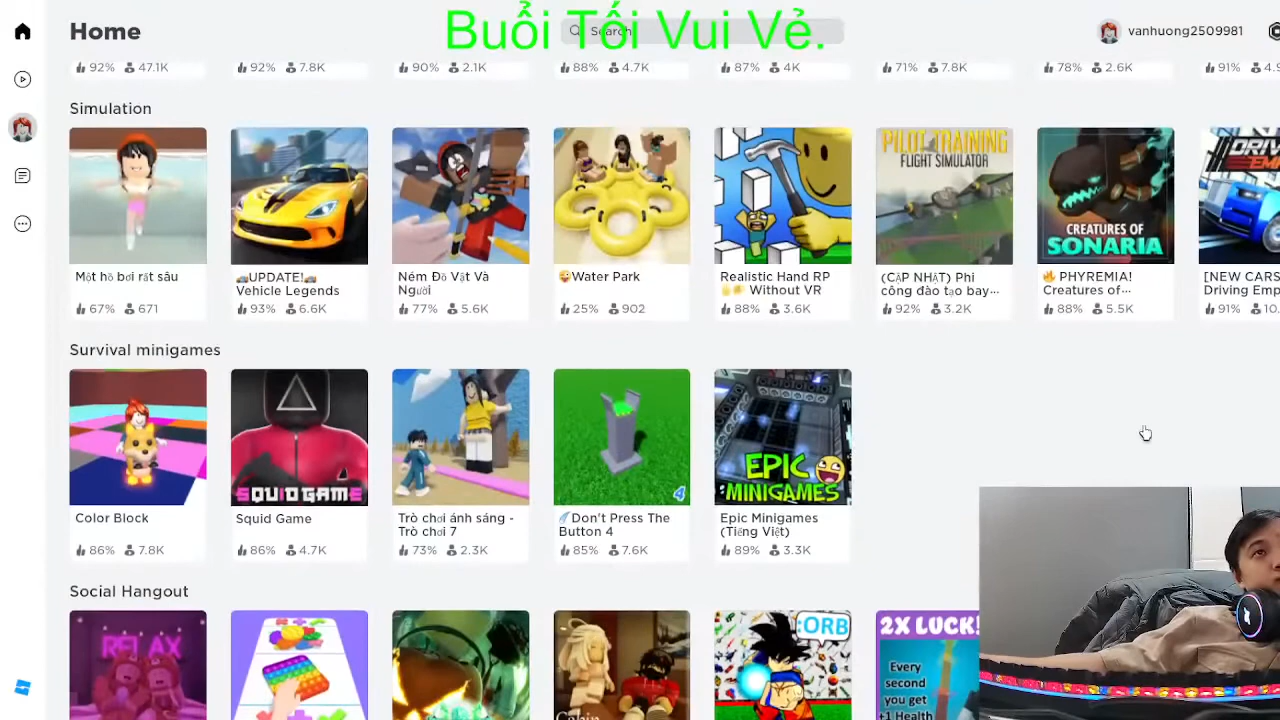 Home
Buổi Tối Vui Vẻ.
Search
vanhuong2509981
92% 47.1K
92% 7.8K
90% 2.1K
88% 4.7K
87% 4K
71% 7.8K
78% 2.6K
91%
Simulation
PILOT TRAINING
FLIGHT SIMULATOR
CREATURES OF
SONARIA
Một hồ bơi rất sâu
67% 671
🚗UPDATE!🚗
Vehicle Legends
93% 6.6K
Ném Đồ Vật Và
Người
77% 5.6K
😜Water Park
25% 902
Realistic Hand RP
Without VR
88% 3.6K
(CẬP NHẬT) Phi
công đào tạo bay...
92% 3.2K
🔥 PHYREMIA!
Creatures of...
88% 5.5K
[NEW CARS
Driving Emp
91% 10.
Survival minigames
SQUID GAME
4
EPIC
MINIGAMES
Color Block
86% 7.8K
Squid Game
86% 4.7K
Trò chơi ánh sáng -
Trò chơi 7
73% 2.3K
Don't Press The
Button 4
85% 7.6K
Epic Minigames
(Tiếng Việt)
89% 3.3K
Social Hangout
RELAX
Cabin
:ORB
2X LUCK!
Every
second
you get
+1 Health